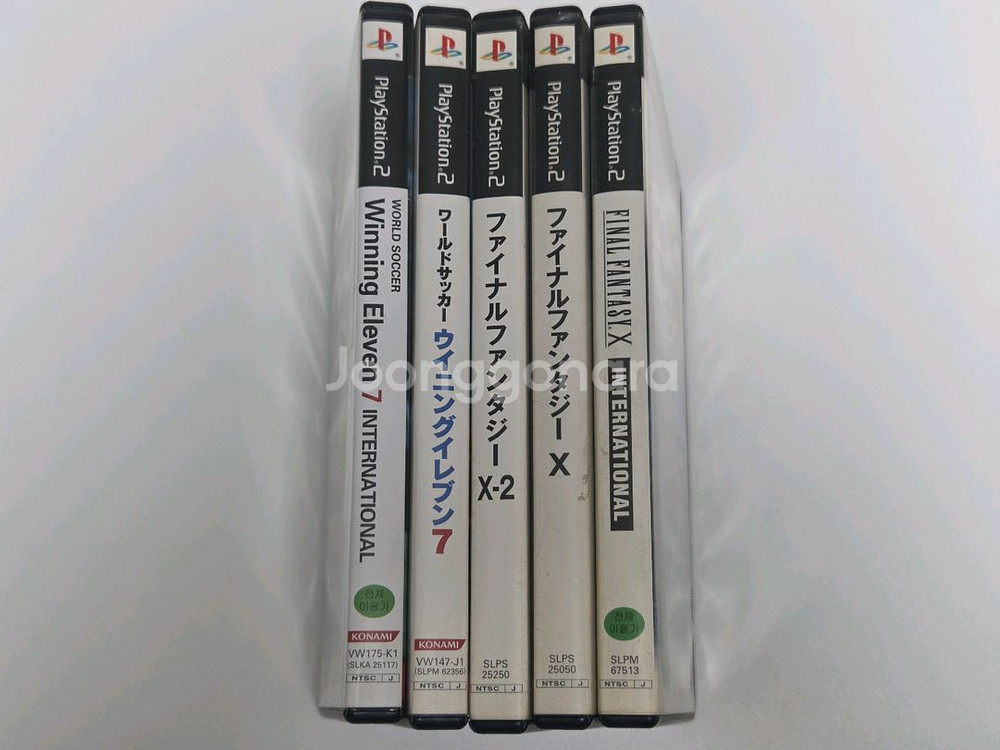 PlayStation.2
WORLD SOCCER
Winning Eleven 7 INTERNATIONAL
전체
이용가
KONAMI
VW175-K1
(SLKA 25117)
NTSC J
PlayStation.2
ワールドサッカー ウイニングイレブン7
KONAMI
VW147-J1
(SLPM 62356)
NTSC J
PlayStation.2
ファイナルファンタジー X-2
SLPS
25250
NTSC J
PlayStation.2
ファイナルファンタジー X
SLPS
25050
NTSC J
PlayStation.2
FINAL FANTASY X INTERNATIONAL
전체
이용가
SLPM
67513
NTSC J
Joonggonara